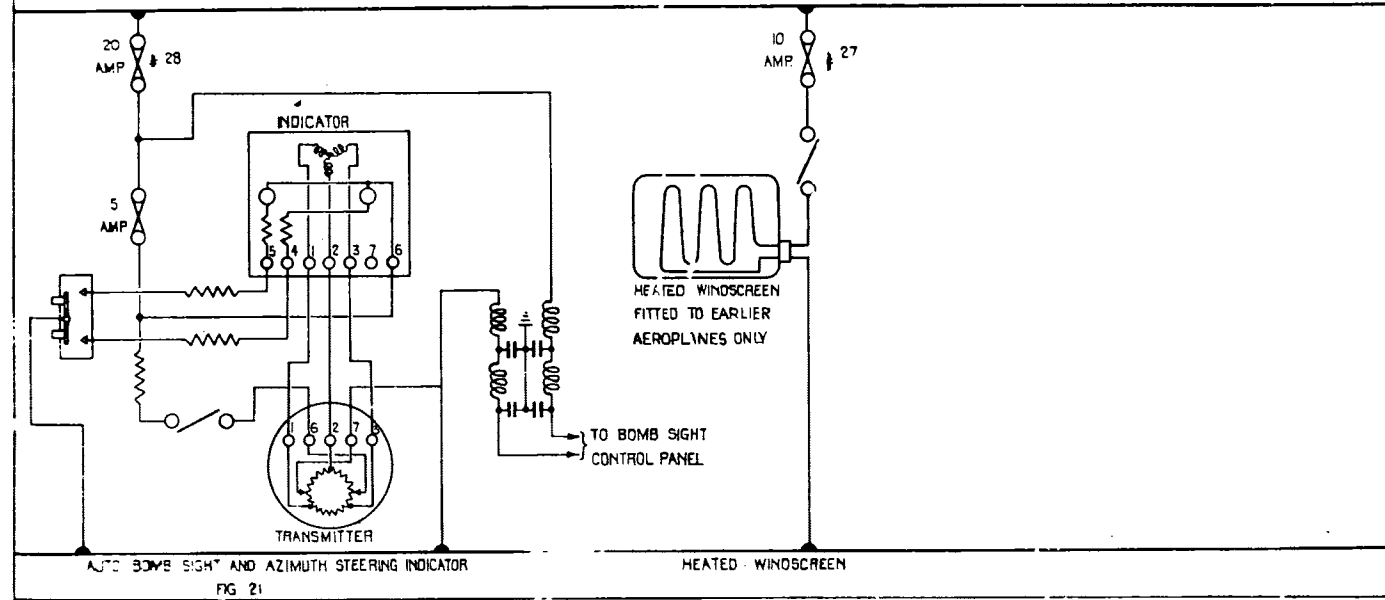 20
AMP
# 28
INDICATOR
5
AMP
5 4 1 2 3 7 6
1 6 2 7 3
TRANSMITTER
TO BOMB SIGHT
CONTROL PANEL
AUTO BOMB SIGHT AND AZIMUTH STEERING INDICATOR
FIG 21
10
AMP.
# 27
HEATED WINDSCREEN
FITTED TO EARLIER
AEROPLANES ONLY
HEATED WINDSCREEN